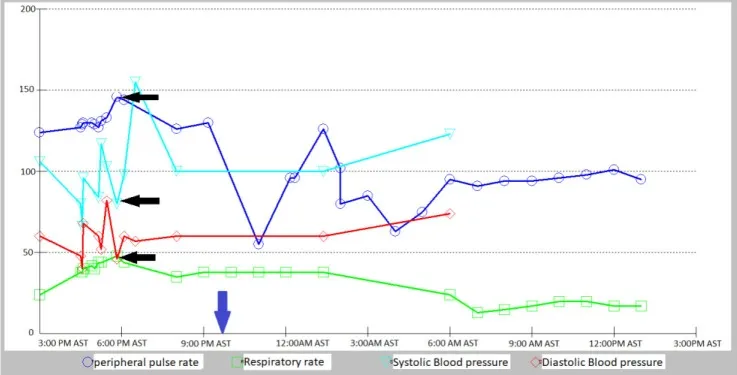 200
150
100
50
0
3:00 PM AST 6:00 PM AST 9:00 PM AST 12:00AM AST 3:00AM AST 6:00 AM AST 9:00AM AST 12:00PM AST 3:00PM AST
peripheral pulse rate Respiratory rate Systolic Blood pressure Diastolic Blood pressure